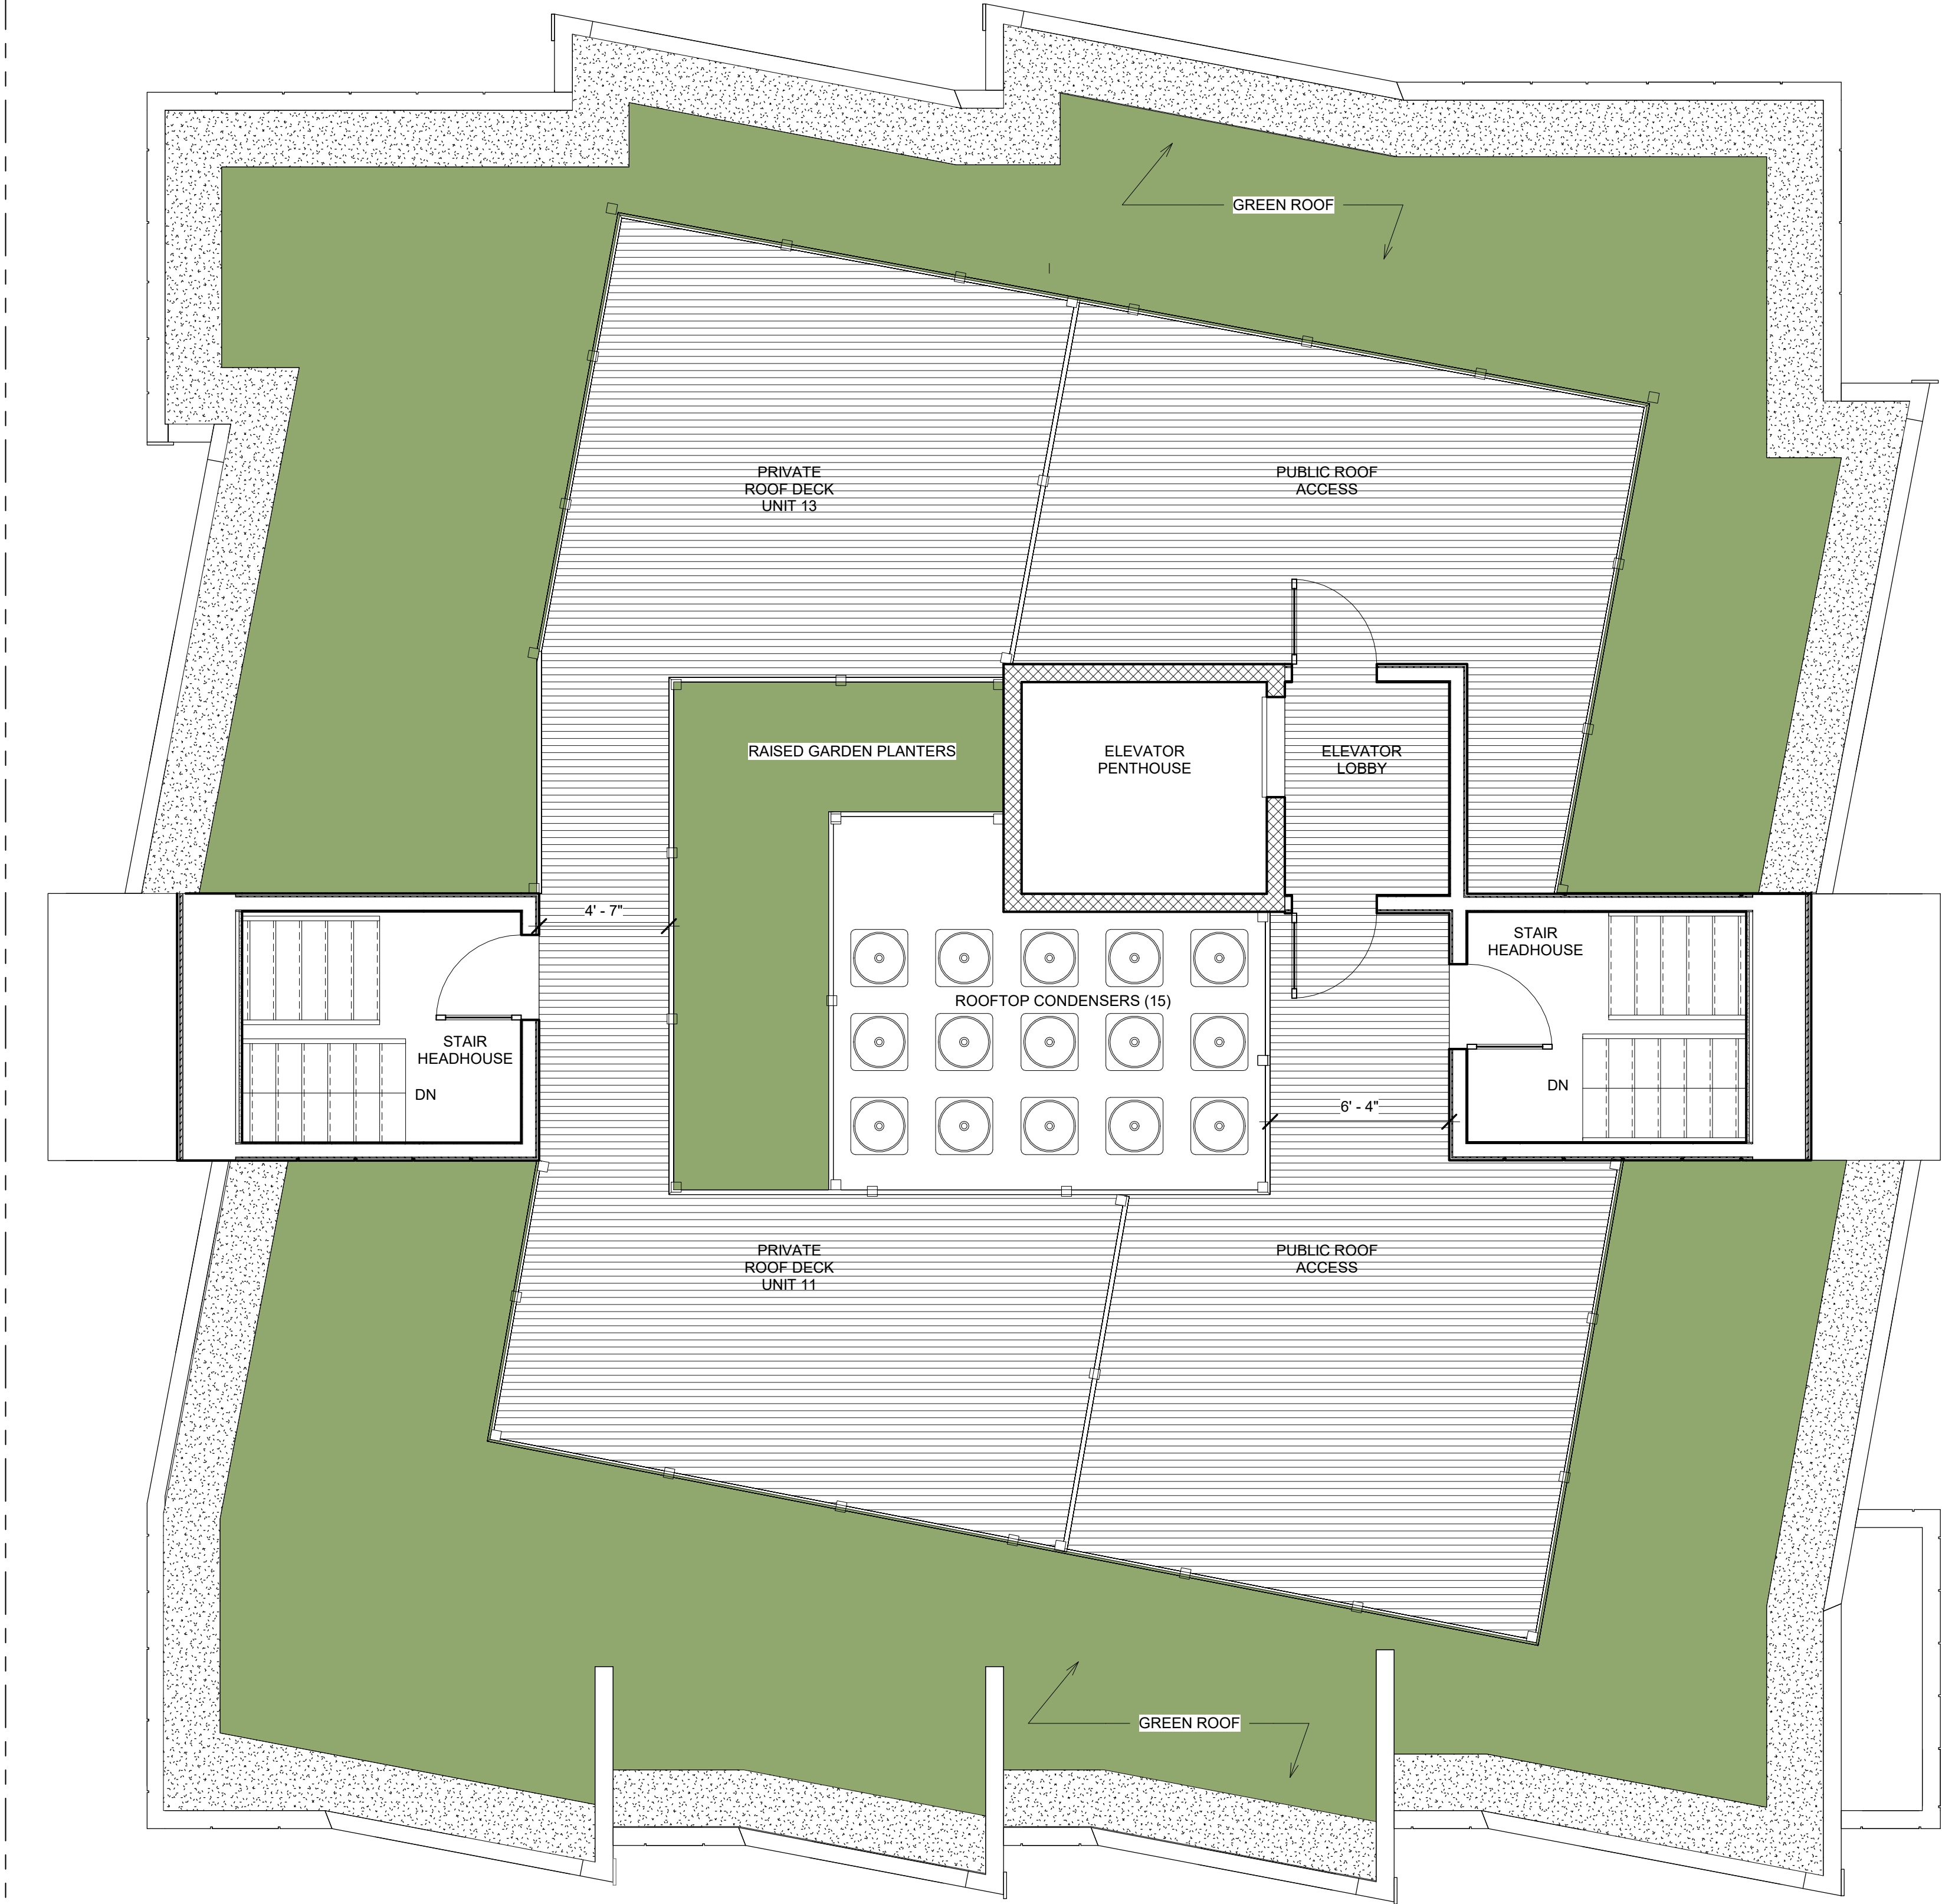 GREEN ROOF
PRIVATE
ROOF DECK
UNIT 13
PUBLIC ROOF
ACCESS
RAISED GARDEN PLANTERS
ELEVATOR
PENTHOUSE
ELEVATOR
LOBBY
4' - 7"
STAIR
HEADHOUSE
ROOFTOP CONDENSERS (15)
STAIR
HEADHOUSE
DN
DN
6' - 4"
PRIVATE
ROOF DECK
UNIT 11
PUBLIC ROOF
ACCESS
GREEN ROOF